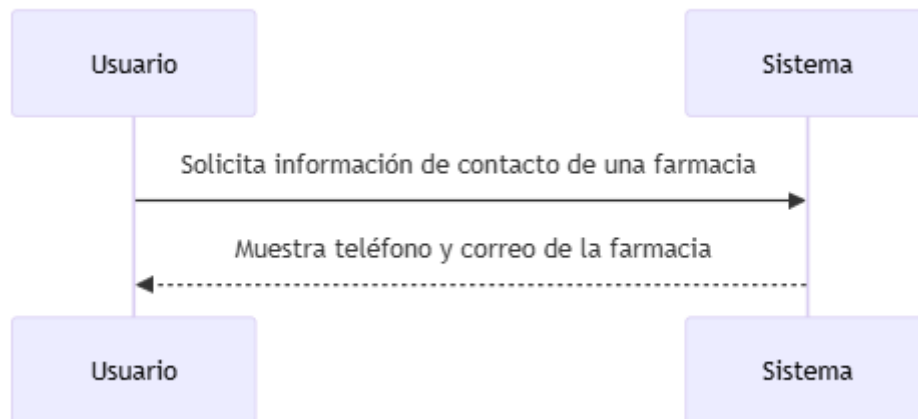 Usuario
Sistema
Solicita información de contacto de una farmacia
Muestra teléfono y correo de la farmacia
Usuario
Sistema